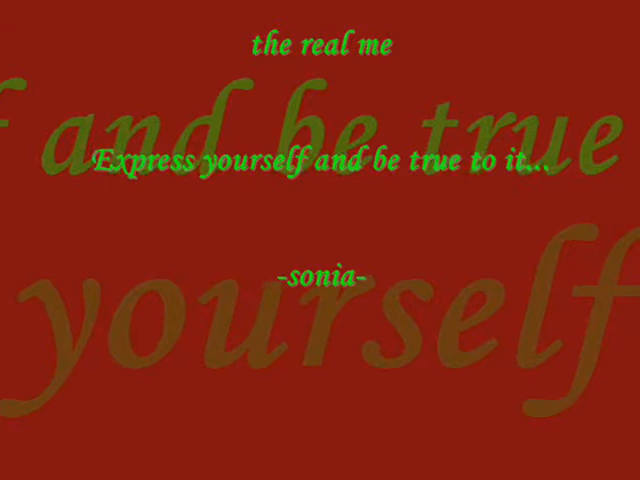 the real me
f and be true
Express yourself and be true to it...
-sonia-
yourself